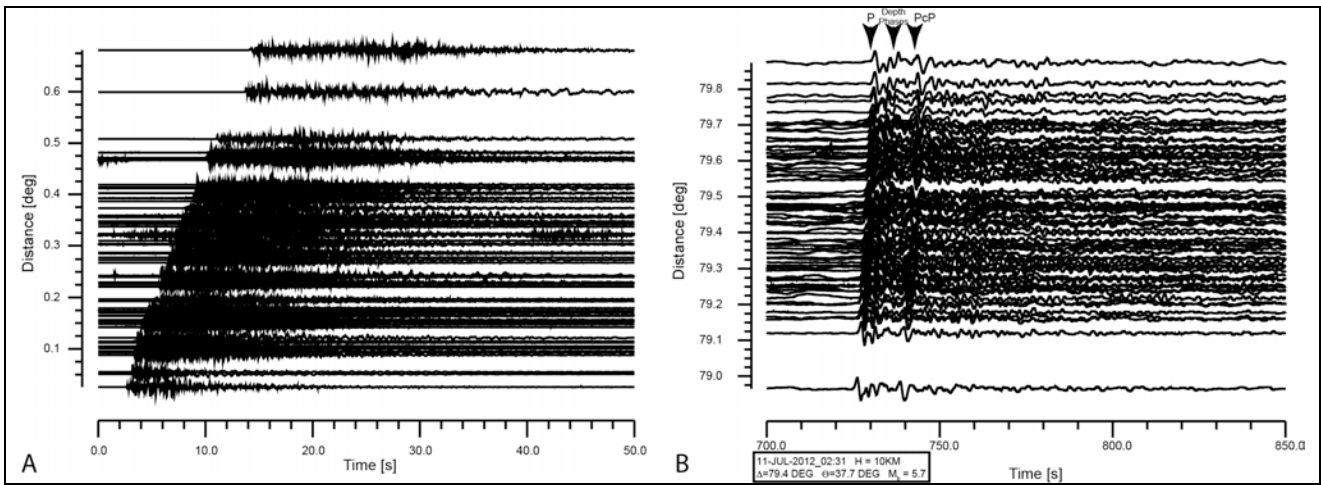 0.6
0.5
0.4
0.3
0.2
0.1
Distance [deg]
0.0 10.0 20.0 30.0 40.0 50.0
Time [s]
A
P Depth Phases PcP
79.8
79.7
79.6
79.5
79.4
79.3
79.2
79.1
79.0
Distance [deg]
700.0 750.0 800.0 850.0
Time [s]
B
11-JUL-2012_02:31 H = 10KM
Δ=79.4 DEG Θ=37.7 DEG M = 5.7